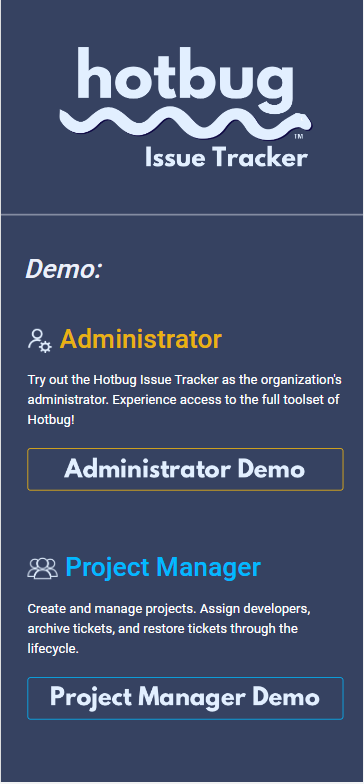 hotbug
TM
Issue Tracker
Demo:
Administrator
Try out the Hotbug Issue Tracker as the organization's
administrator. Experience access to the full toolset of
Hotbug!
Administrator Demo
Project Manager
Create and manage projects. Assign developers,
archive tickets, and restore tickets through the
lifecycle.
Project Manager Demo